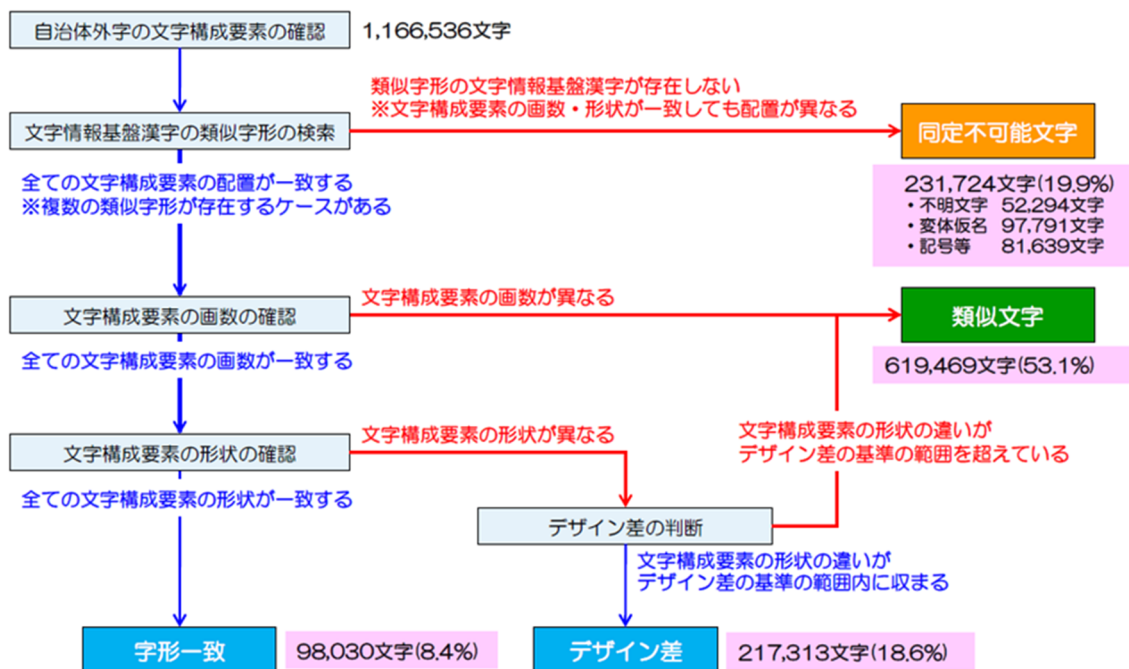 自治体外字の文字構成要素の確認
1,166,536文字
類似字形の文字情報基盤漢字が存在しない
※文字構成要素の画数・形状が一致しても配置が異なる
文字情報基盤漢字の類似字形の検索
同定不可能文字
231,724文字(19.9%)
・不明文字 52,294文字
・変体仮名 97,791文字
・記号等 81,639文字
全ての文字構成要素の配置が一致する
※複数の類似字形が存在するケースがある
文字構成要素の画数が異なる
文字構成要素の画数の確認
類似文字
619,469文字(53.1%)
全ての文字構成要素の画数が一致する
文字構成要素の形状が異なる
文字構成要素の形状の違いが
デザイン差の基準の範囲を超えている
文字構成要素の形状の確認
全ての文字構成要素の形状が一致する
デザイン差の判断
文字構成要素の形状の違いが
デザイン差の基準の範囲内に収まる
字形一致
98,030文字(8.4%)
デザイン差
217,313文字(18.6%)